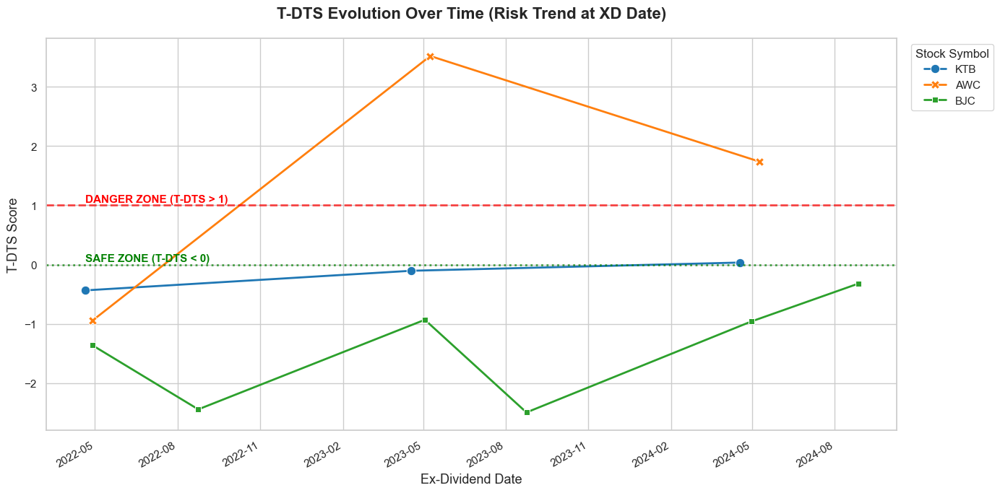 T-DTS Evolution Over Time (Risk Trend at XD Date)
Stock Symbol
KTB
AWC
BJC
T-DTS Score
3
2
1
0
−1
−2
DANGER ZONE (T-DTS > 1)
SAFE ZONE (T-DTS < 0)
2022-05
2022-08
2022-11
2023-02
2023-05
2023-08
2023-11
2024-02
2024-05
2024-08
Ex-Dividend Date